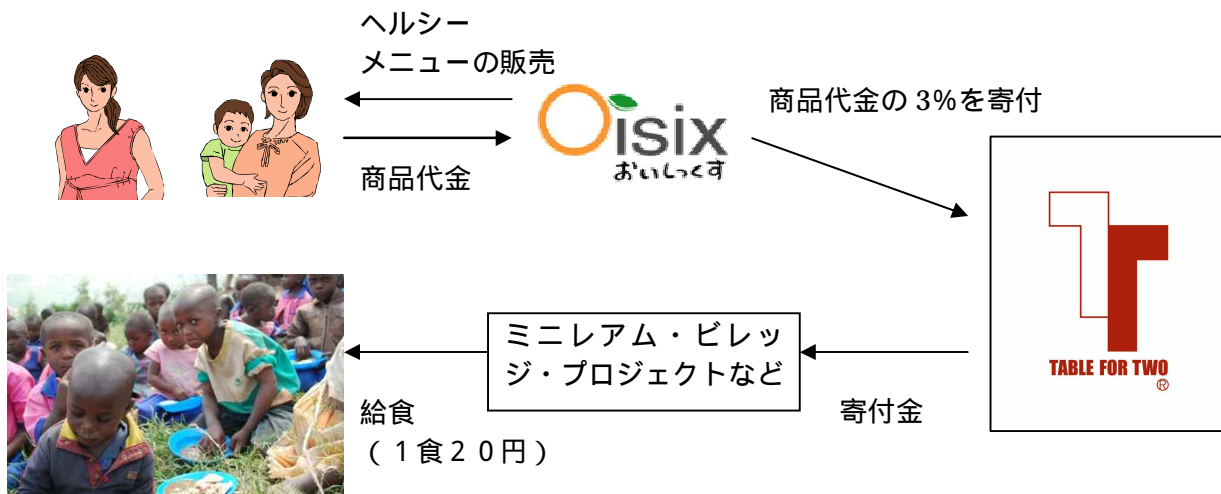 ヘルシー
メニューの販売
商品代金
Oisix
おいしっくす
商品代金の 3%を寄付
TABLE FOR TWO
®
寄付金
ミニレアム・ビレッ
ジ・プロジェクトなど
給食
(1食20円)